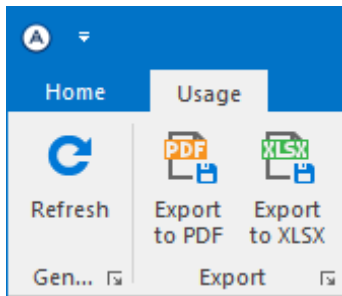 A
Home Usage
PDF XLSX
Refresh Export Export
to PDF to XLSX
Gen... Export